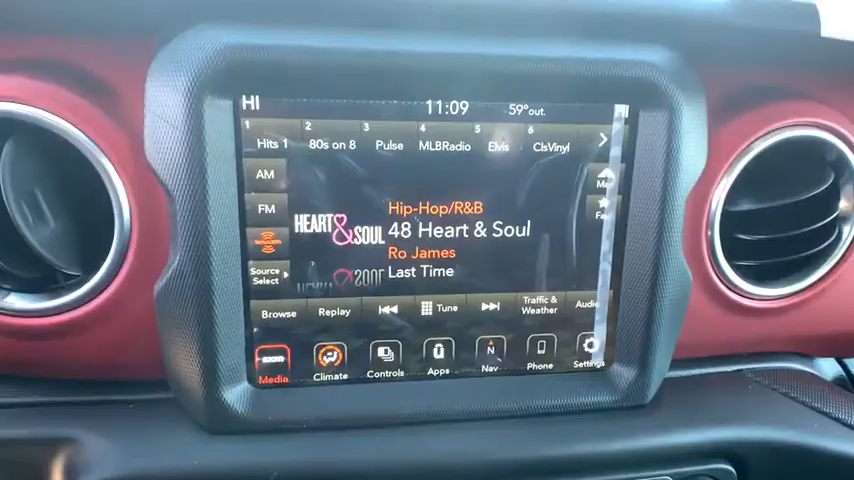 HI 11:09 59°out.
1 2 3 4 5 6
Hits 1 80s on 8 Pulse MLBRadio Elvis ClsVinyl
AM
FM
SiriusXM
Source
Select
HEART & SOUL
Hip-Hop/R&B
48 Heart & Soul
Ro James
Last Time
Browse Replay Tune Traffic &
Weather Audio
Media Climate Controls Apps N
Nav Phone Settings